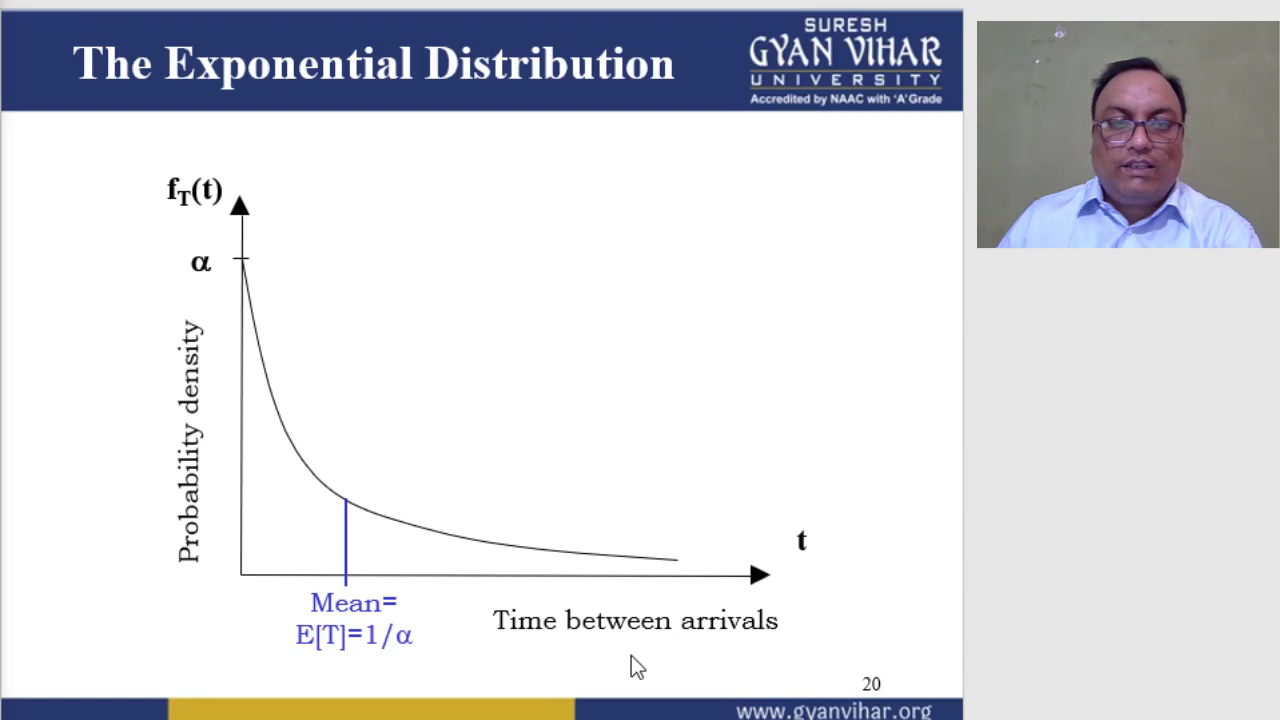 The Exponential Distribution
SURESH
GYAN VIHAR
UNIVERSITY
Accredited by NAAC with 'A' Grade
fT(t)
α
Probability density
t
Mean=
E[T]=1/α
Time between arrivals
20
www.gyanvihar.org